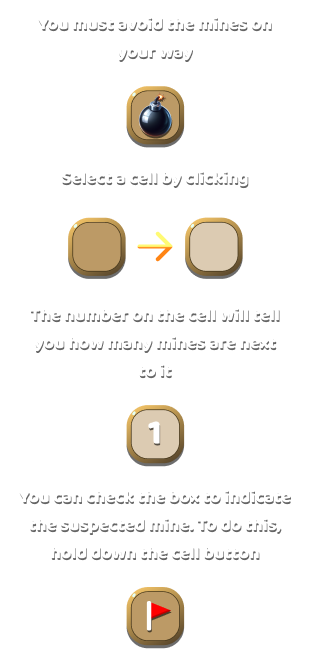 You must avoid the mines on
your way
Select a cell by clicking
The number on the cell will tell
you how many mines are next
to it
1
You can check the box to indicate
the suspected mine. To do this,
hold down the cell button